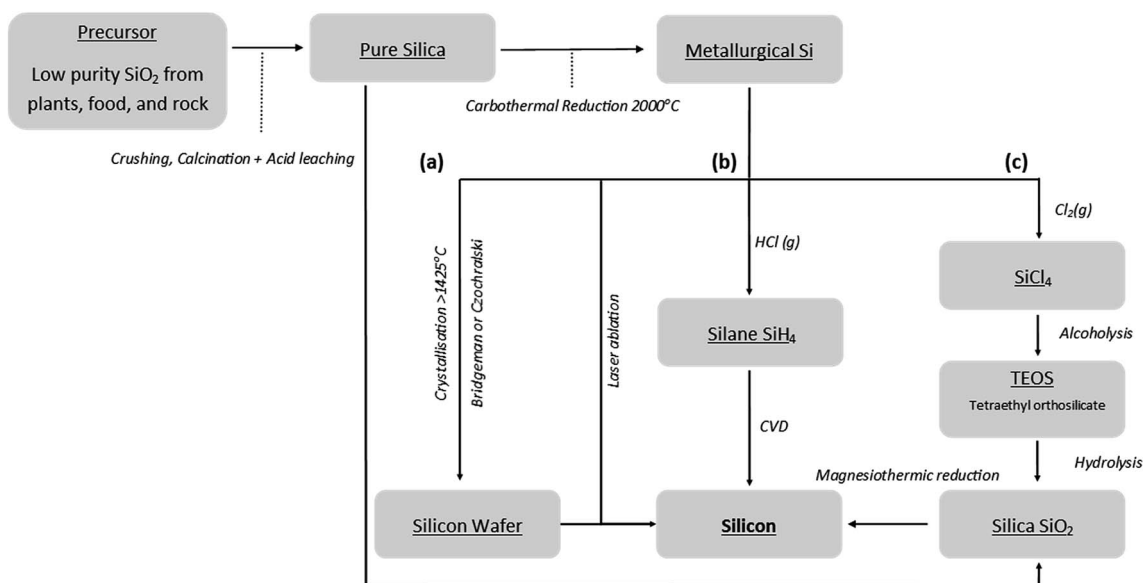 Precursor
Low purity SiO₂ from
plants, food, and rock
Pure Silica
Metallurgical Si
Carbothermal Reduction 2000°C
Crushing, Calcination + Acid leaching
(a)
(b)
(c)
Crystallisation >1425°C
Bridgeman or Czochralski
Laser ablation
HCl (g)
Cl₂(g)
SiCl₄
Silane SiH₄
Alcoholysis
TEOS
Tetraethyl orthosilicate
CVD
Hydrolysis
Magnesiothermic reduction
Silicon Wafer
Silicon
Silica SiO₂